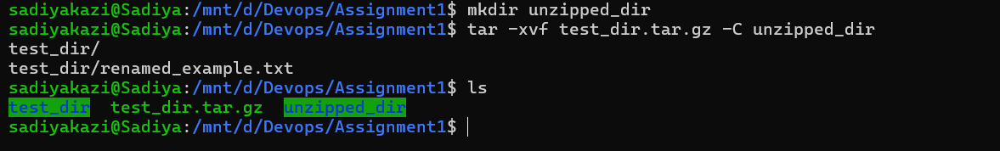 sadiyakazi@Sadiya:/mnt/d/Devops/Assignment1$ mkdir unzipped_dir
sadiyakazi@Sadiya:/mnt/d/Devops/Assignment1$ tar -xvf test_dir.tar.gz -C unzipped_dir
test_dir/
test_dir/renamed_example.txt
sadiyakazi@Sadiya:/mnt/d/Devops/Assignment1$ ls
test_dir  test_dir.tar.gz  unzipped_dir
sadiyakazi@Sadiya:/mnt/d/Devops/Assignment1$